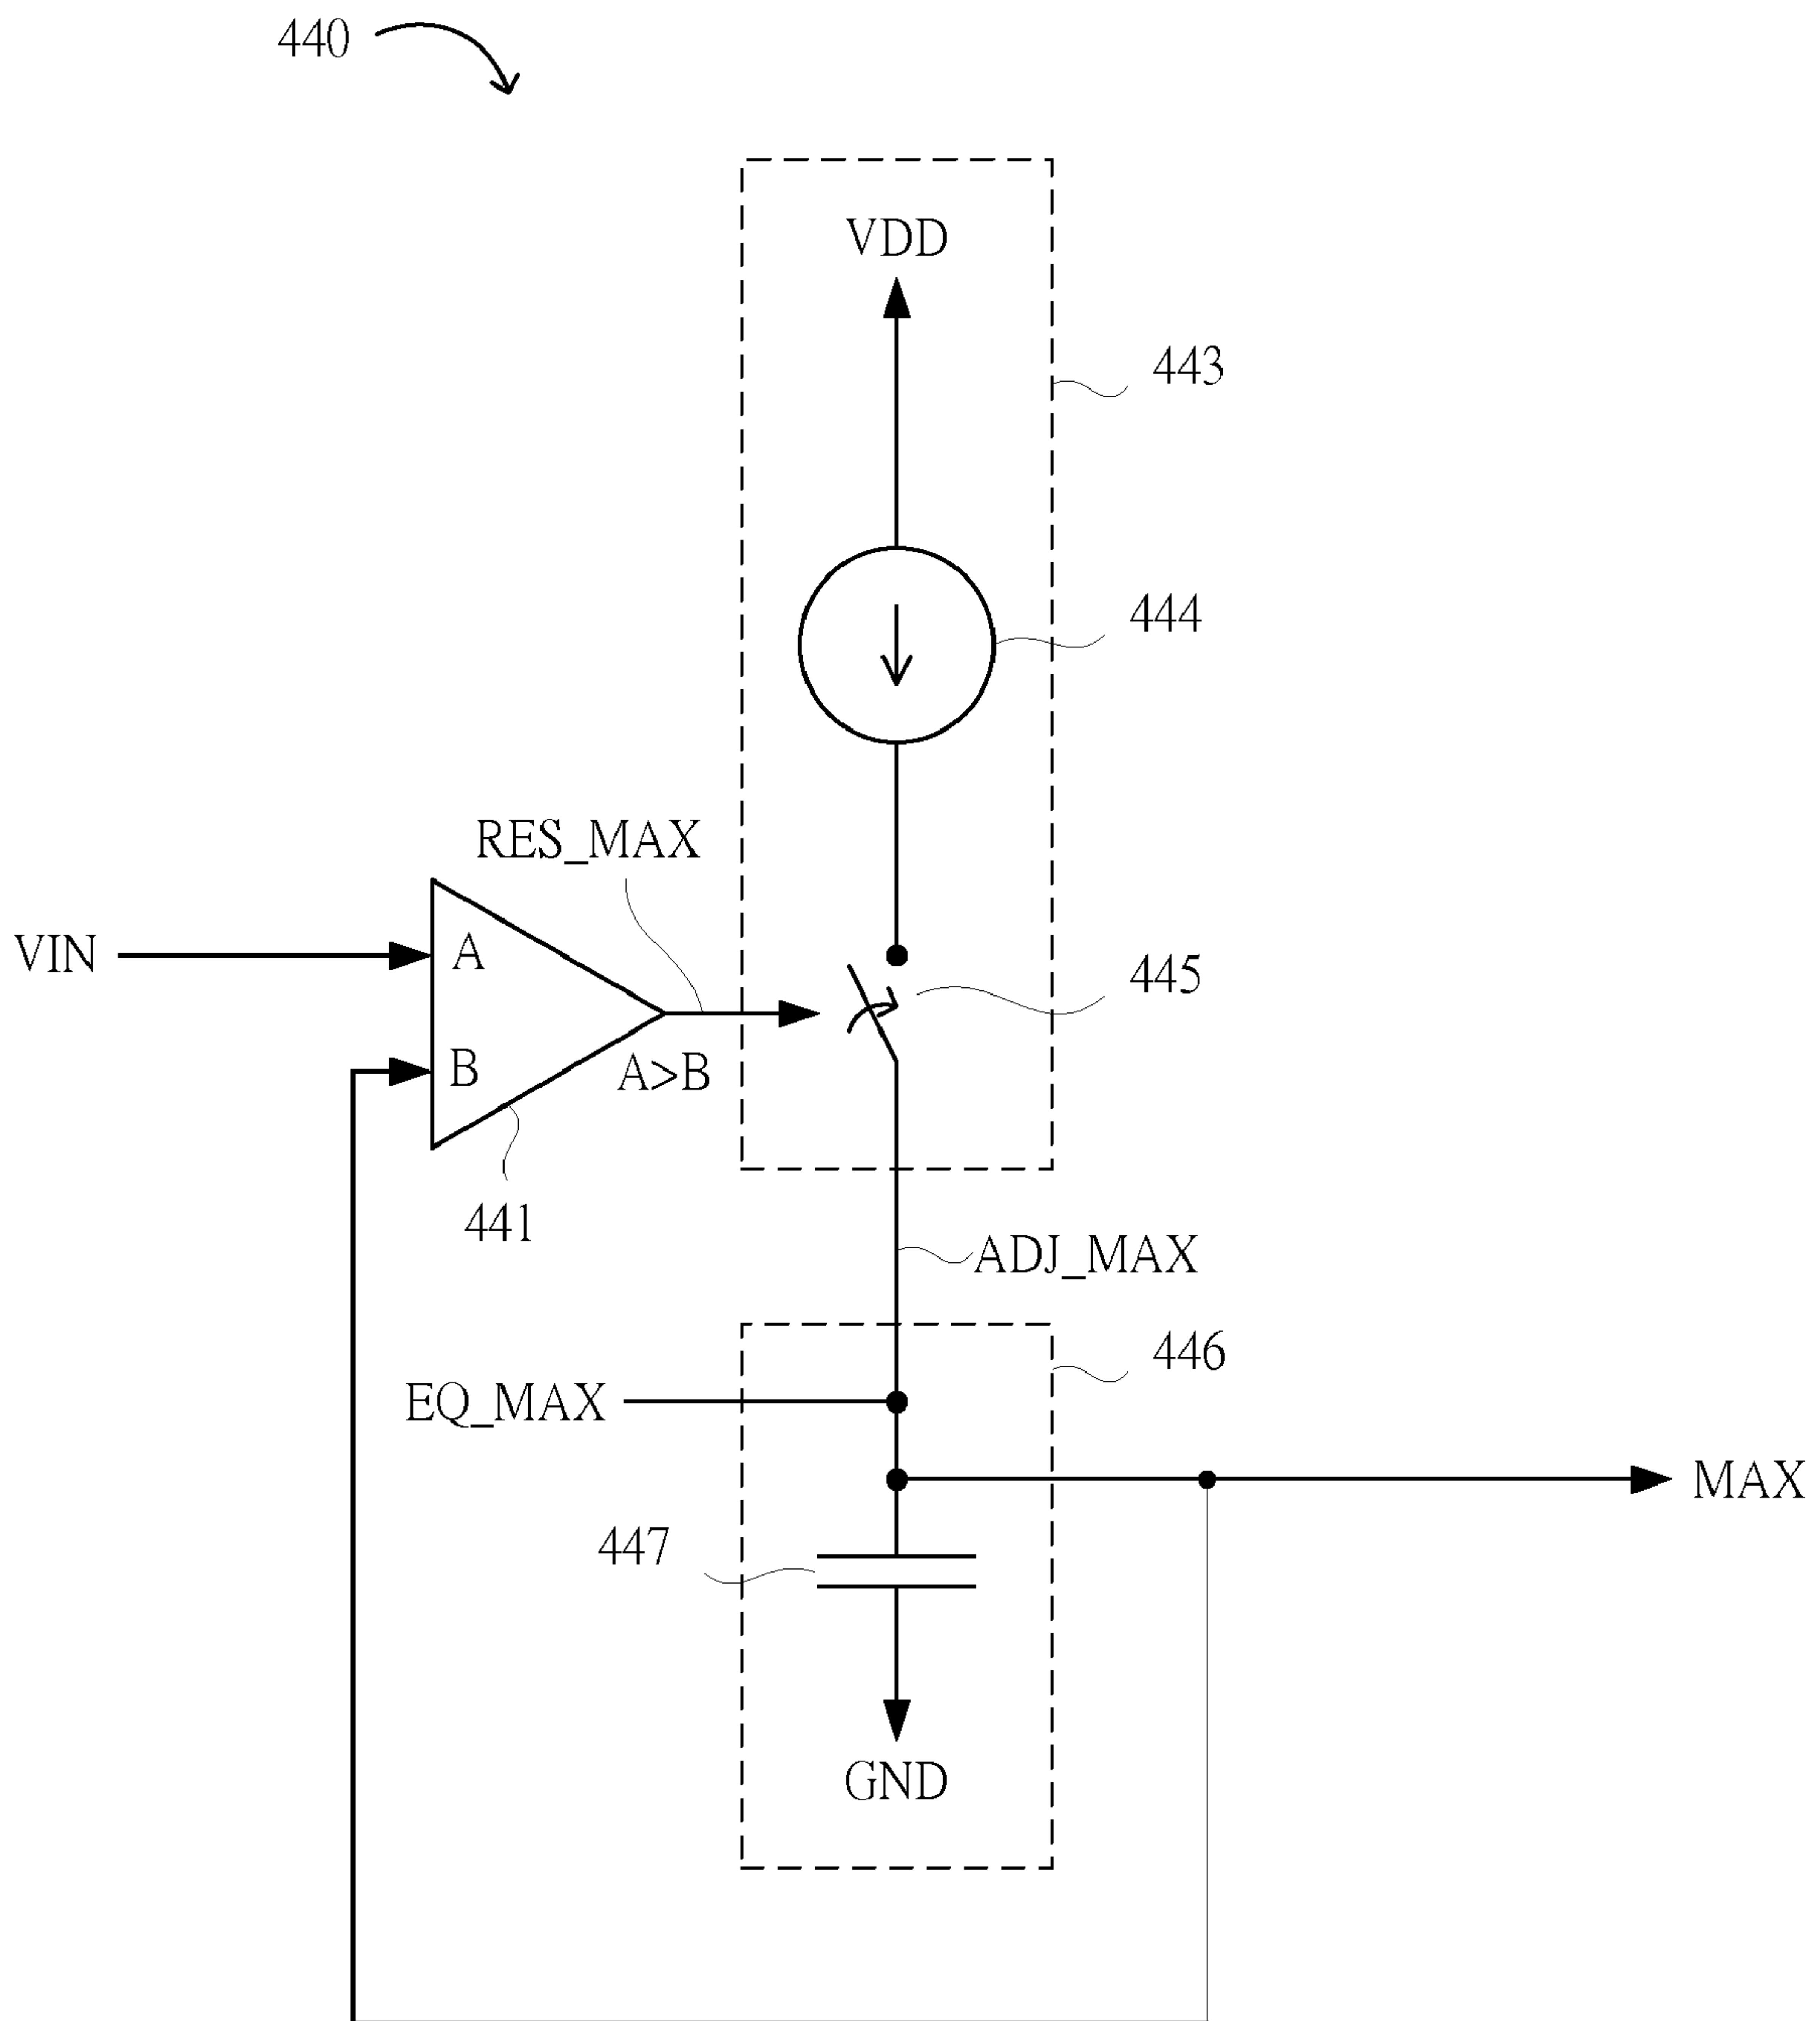 440
VDD
443
444
RES_MAX
VIN
A
445
B
A>B
441
ADJ_MAX
446
EQ_MAX
MAX
447
GND